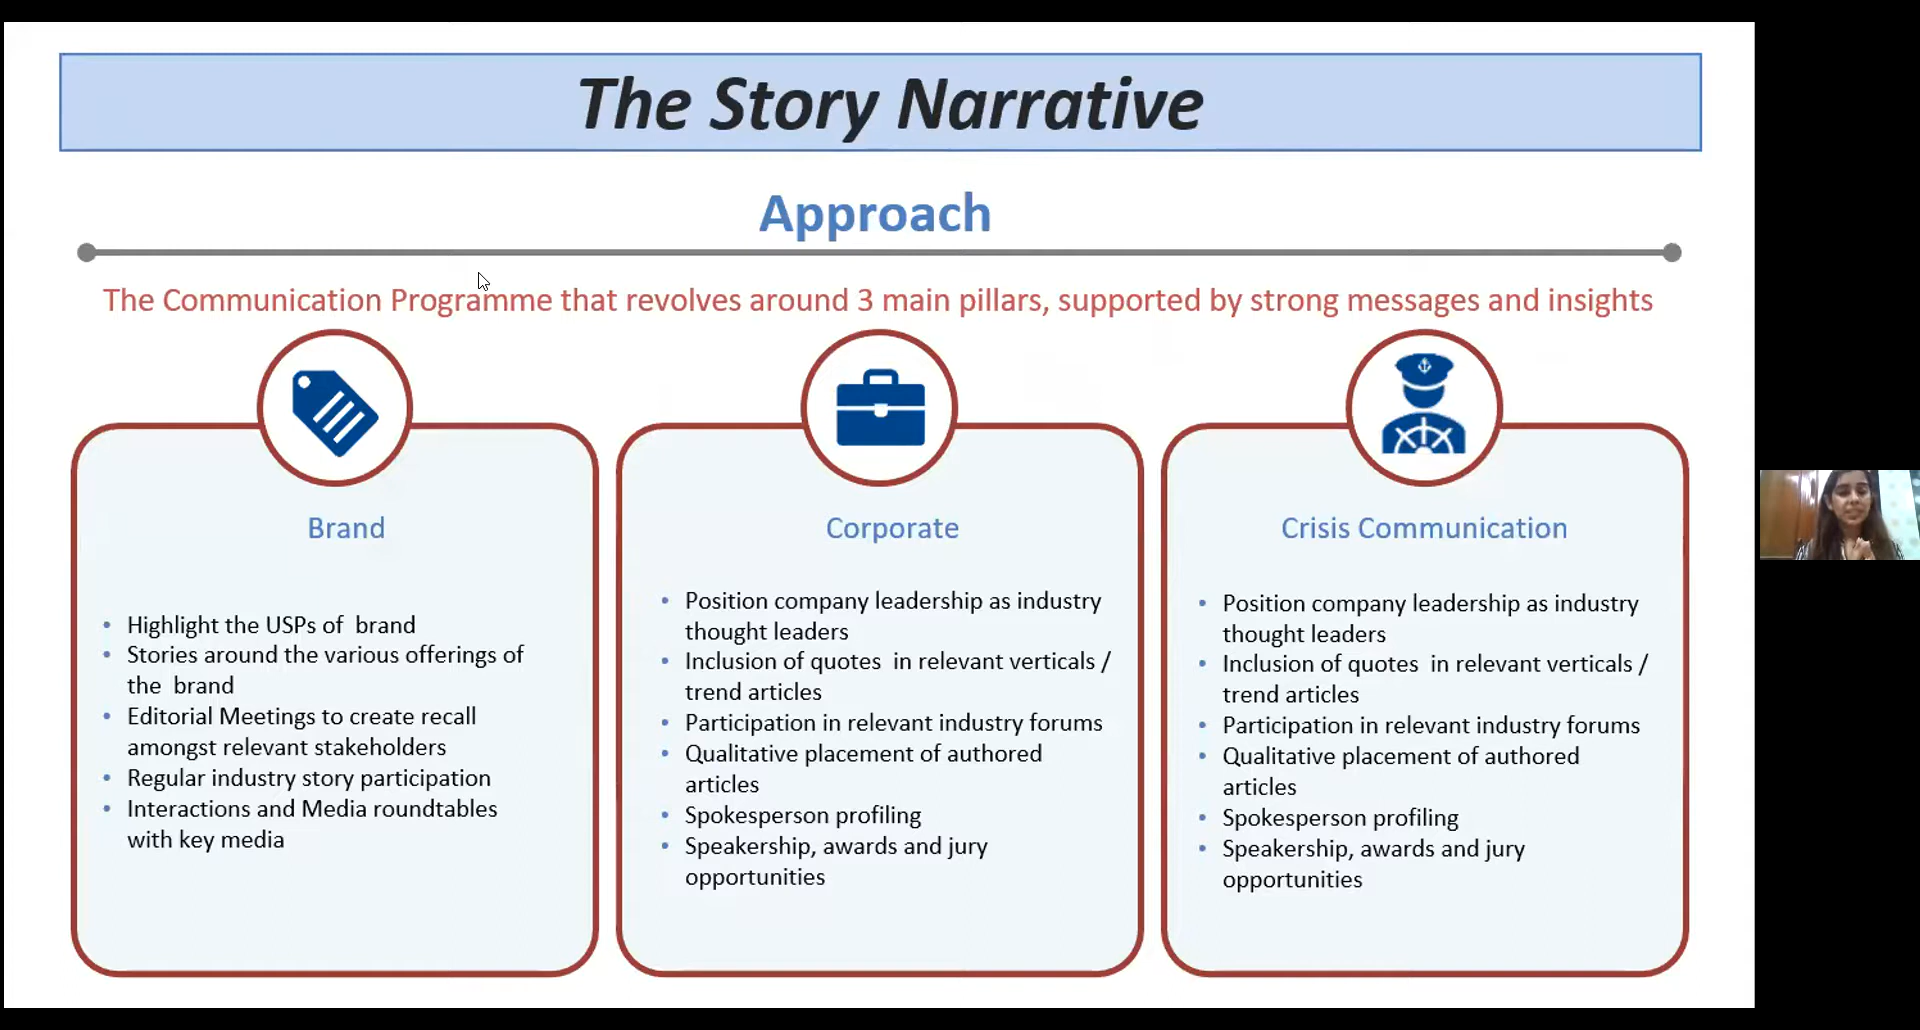 The Story Narrative
Approach
The Communication Programme that revolves around 3 main pillars, supported by strong messages and insights
Brand
• Highlight the USPs of brand
• Stories around the various offerings of
the brand
• Editorial Meetings to create recall
amongst relevant stakeholders
• Regular industry story participation
• Interactions and Media roundtables
with key media
Corporate
• Position company leadership as industry
thought leaders
• Inclusion of quotes in relevant verticals /
trend articles
• Participation in relevant industry forums
• Qualitative placement of authored
articles
• Spokesperson profiling
• Speakership, awards and jury
opportunities
Crisis Communication
• Position company leadership as industry
thought leaders
• Inclusion of quotes in relevant verticals /
trend articles
• Participation in relevant industry forums
• Qualitative placement of authored
articles
• Spokesperson profiling
• Speakership, awards and jury
opportunities